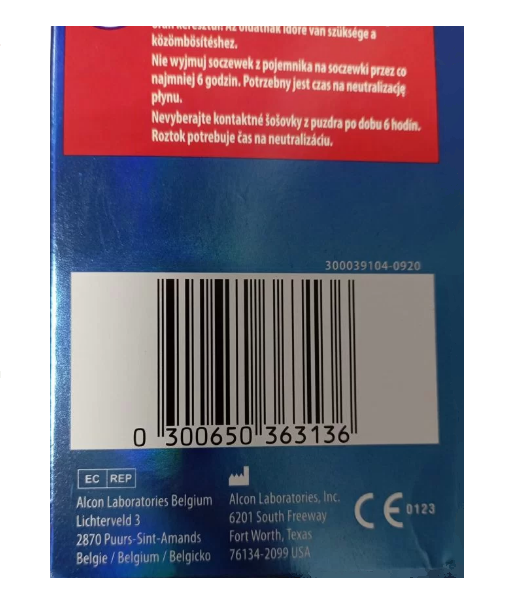 időre van szüksége a
közömbösítéshez.
Nie wyjmuj soczewek z pojemnika na soczewki przez co
najmniej 6 godzin. Potrzebny jest czas na neutralizację
płynu.
Nevyberajte kontaktné šošovky z puzdra po dobu 6 hodín.
Roztok potrebuje čas na neutralizáciu.
300039104-0920
0 300650 363136
EC REP
Alcon Laboratories Belgium
Lichterveld 3
2870 Puurs-Sint-Amands
Belgie / Belgium / Belgicko
Alcon Laboratories, Inc.
6201 South Freeway
Fort Worth, Texas
76134-2099 USA
CE 0123